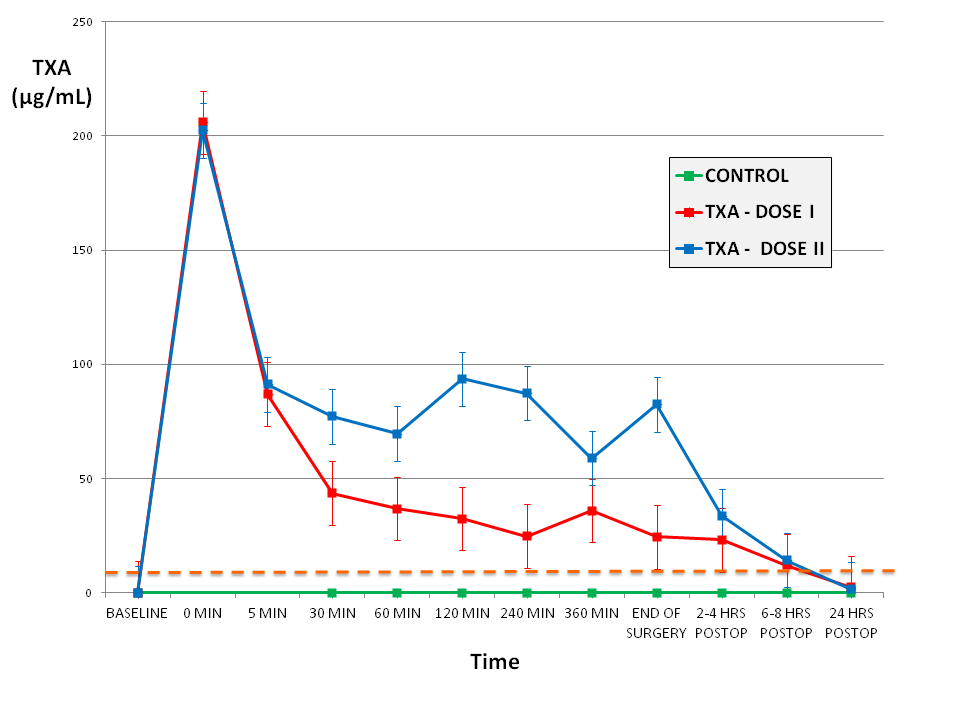 250
TXA
(µg/mL)
200
150
100
50
0
CONTROL
TXA - DOSE I
TXA -  DOSE II
BASELINE
0 MIN
5 MIN
30 MIN
60 MIN
120 MIN
240 MIN
360 MIN
END OF
SURGERY
2-4 HRS
POSTOP
6-8 HRS
POSTOP
24 HRS
POSTOP
Time